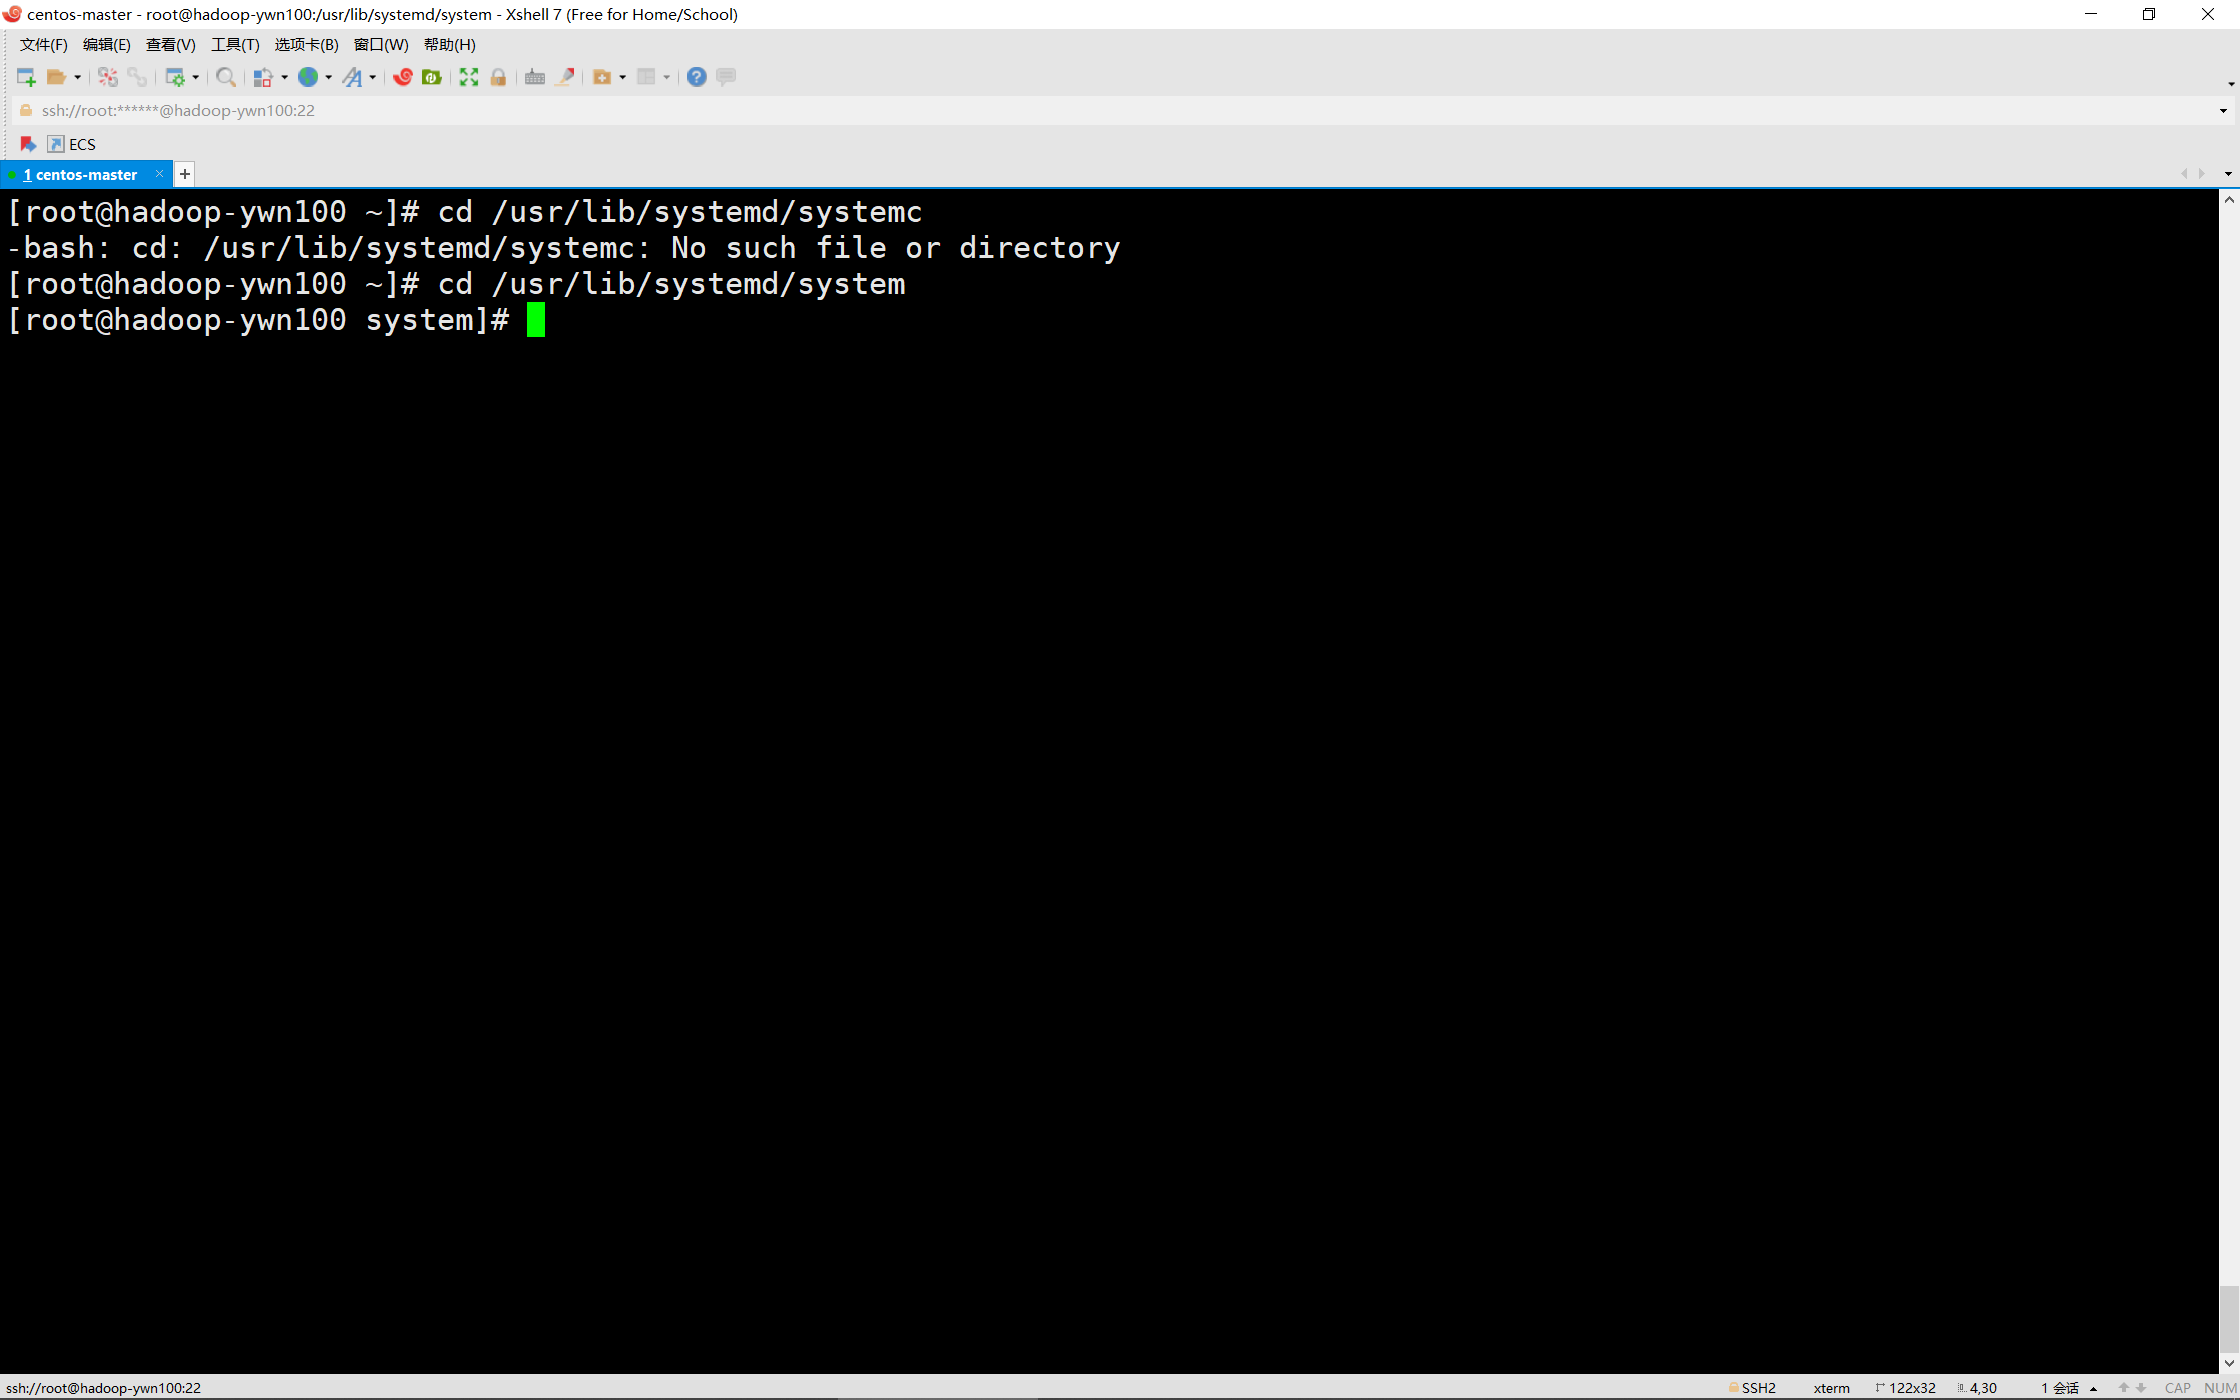 centos-master - root@hadoop-ywn100:/usr/lib/systemd/system - Xshell 7 (Free for Home/School)
文件(F) 编辑(E) 查看(V) 工具(T) 选项卡(B) 窗口(W) 帮助(H)
ssh://root:******@hadoop-ywn100:22
ECS
1 centos-master
[root@hadoop-ywn100 ~]# cd /usr/lib/systemd/systemc
-bash: cd: /usr/lib/systemd/systemc: No such file or directory
[root@hadoop-ywn100 ~]# cd /usr/lib/systemd/system
[root@hadoop-ywn100 system]#
ssh://root@hadoop-ywn100:22 SSH2 xterm 122x32 4,30 1 会话 CAP NUM